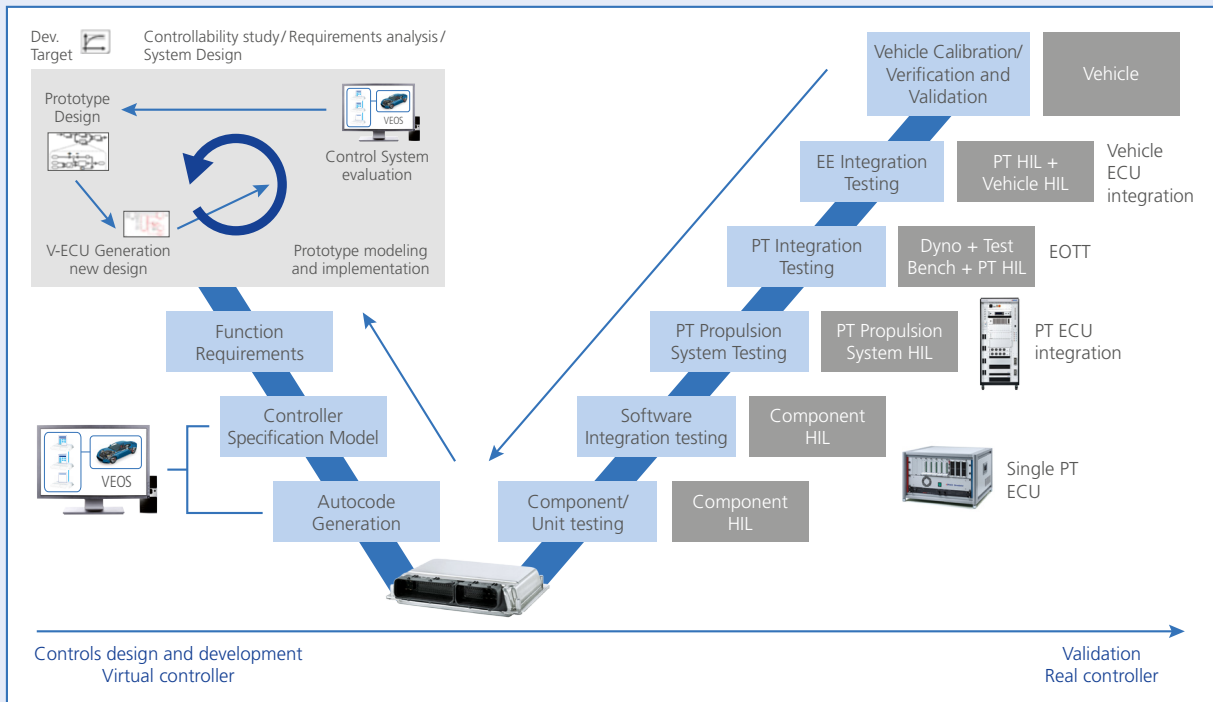 Dev.
Target
Controllability study/Requirements analysis/
System Design
Prototype
Design
VEOS
Control System
evaluation
V-ECU Generation
new design
Prototype modeling
and implementation
Function
Requirements
Controller
Specification Model
VEOS
Autocode
Generation
Vehicle Calibration/
Verification and
Validation
Vehicle
EE Integration
Testing
PT HIL +
Vehicle HIL
Vehicle
ECU
integration
PT Integration
Testing
Dyno + Test
Bench + PT HIL
EOTT
PT Propulsion
System Testing
PT Propulsion
System HIL
PT ECU
integration
Software
Integration testing
Component
HIL
Single PT
ECU
Component/
Unit testing
Component
HIL
Controls design and development
Virtual controller
Validation
Real controller